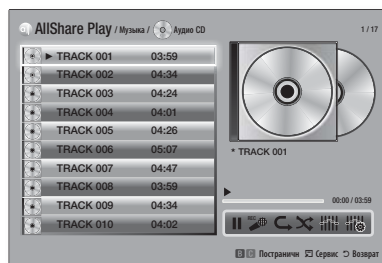 AllShare Play / Музыка / Аудио CD 1 / 17
TRACK 001 03:59
TRACK 002 04:34
TRACK 003 04:24
TRACK 004 04:01
TRACK 005 04:26
TRACK 006 05:07
TRACK 007 04:47
TRACK 008 03:59
TRACK 009 04:34
TRACK 010 04:02
* TRACK 001
00:00 / 03:59
Постраничн Сервис Возврат